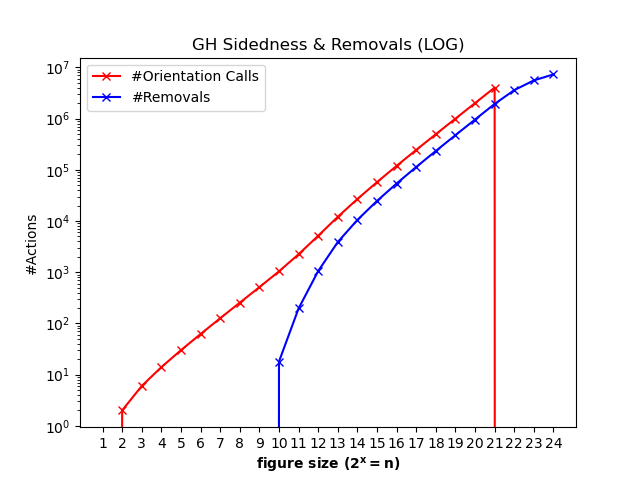 GH Sidedness & Removals (LOG)
#Orientation Calls
#Removals
#Actions
10^7
10^6
10^5
10^4
10^3
10^2
10^1
10^0
1 2 3 4 5 6 7 8 9 10 11 12 13 14 15 16 17 18 19 20 21 22 23 24
figure size (2^x = n)